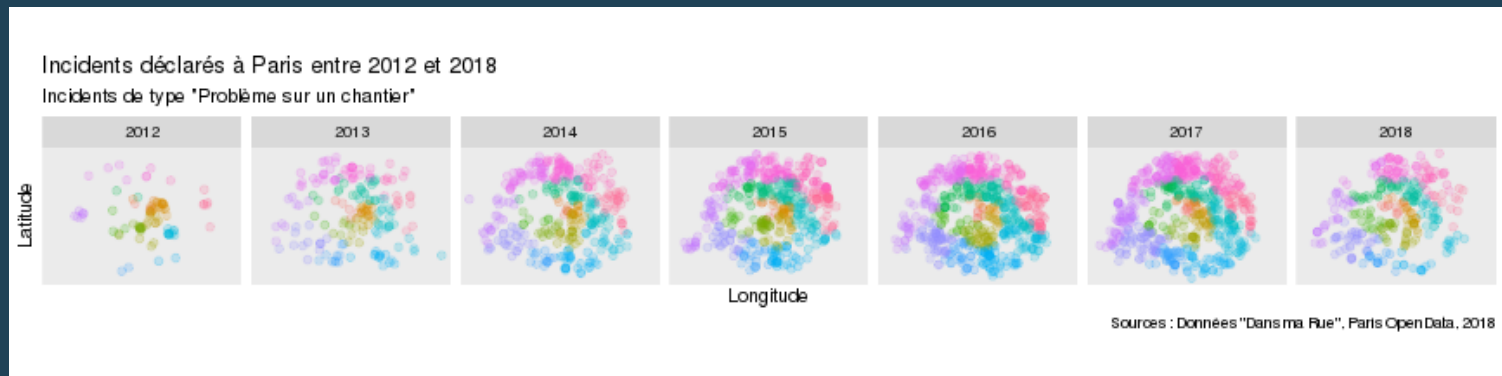 Incidents déclarés à Paris entre 2012 et 2018
Incidents de type "Problème sur un chantier"
2012 2013 2014 2015 2016 2017 2018
Latitude
Longitude
Sources : Données "Dans ma Rue", Paris Open Data, 2018